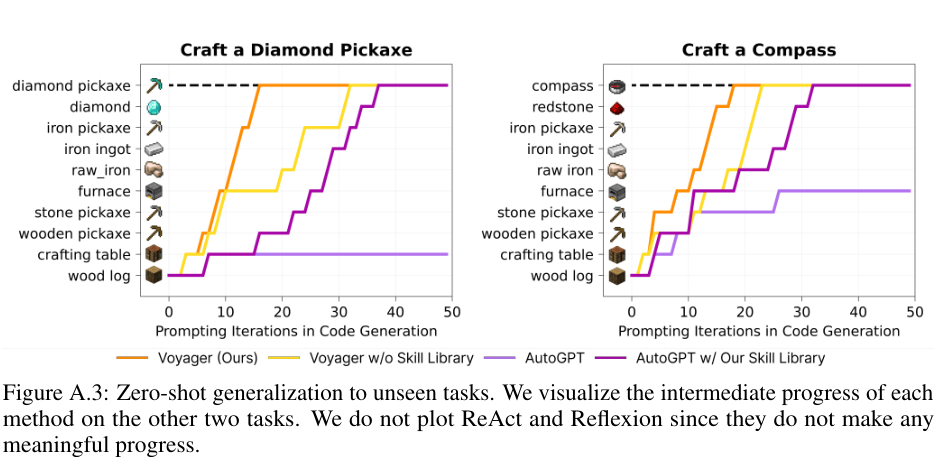 Craft a Diamond Pickaxe
diamond pickaxe
diamond
iron pickaxe
iron ingot
raw_iron
furnace
stone pickaxe
wooden pickaxe
crafting table
wood log
0 10 20 30 40 50
Prompting Iterations in Code Generation
Craft a Compass
compass
redstone
iron pickaxe
iron ingot
raw iron
furnace
stone pickaxe
wooden pickaxe
crafting table
wood log
0 10 20 30 40 50
Prompting Iterations in Code Generation
Voyager (Ours) Voyager w/o Skill Library AutoGPT AutoGPT w/ Our Skill Library
Figure A.3: Zero-shot generalization to unseen tasks. We visualize the intermediate progress of each
method on the other two tasks. We do not plot ReAct and Reflexion since they do not make any
meaningful progress.